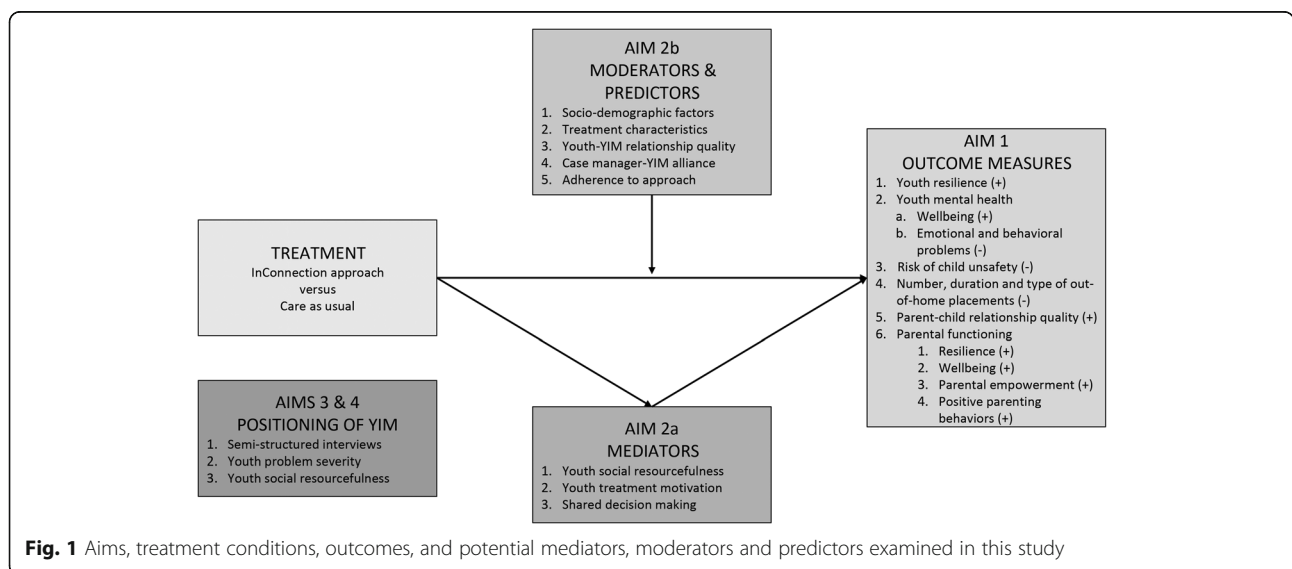 AIM 2b
MODERATORS &
PREDICTORS
1. Socio-demographic factors
2. Treatment characteristics
3. Youth-YIM relationship quality
4. Case manager-YIM alliance
5. Adherence to approach
AIM 1
OUTCOME MEASURES
1. Youth resilience (+)
2. Youth mental health
a. Wellbeing (+)
b. Emotional and behavioral
problems (-)
3. Risk of child unsafety (-)
4. Number, duration and type of out-
of-home placements (-)
5. Parent-child relationship quality (+)
6. Parental functioning
1. Resilience (+)
2. Wellbeing (+)
3. Parental empowerment (+)
4. Positive parenting
behaviors (+)
TREATMENT
InConnection approach
versus
Care as usual
AIMS 3 & 4
POSITIONING OF YIM
1. Semi-structured interviews
2. Youth problem severity
3. Youth social resourcefulness
AIM 2a
MEDIATORS
1. Youth social resourcefulness
2. Youth treatment motivation
3. Shared decision making
Fig. 1 Aims, treatment conditions, outcomes, and potential mediators, moderators and predictors examined in this study